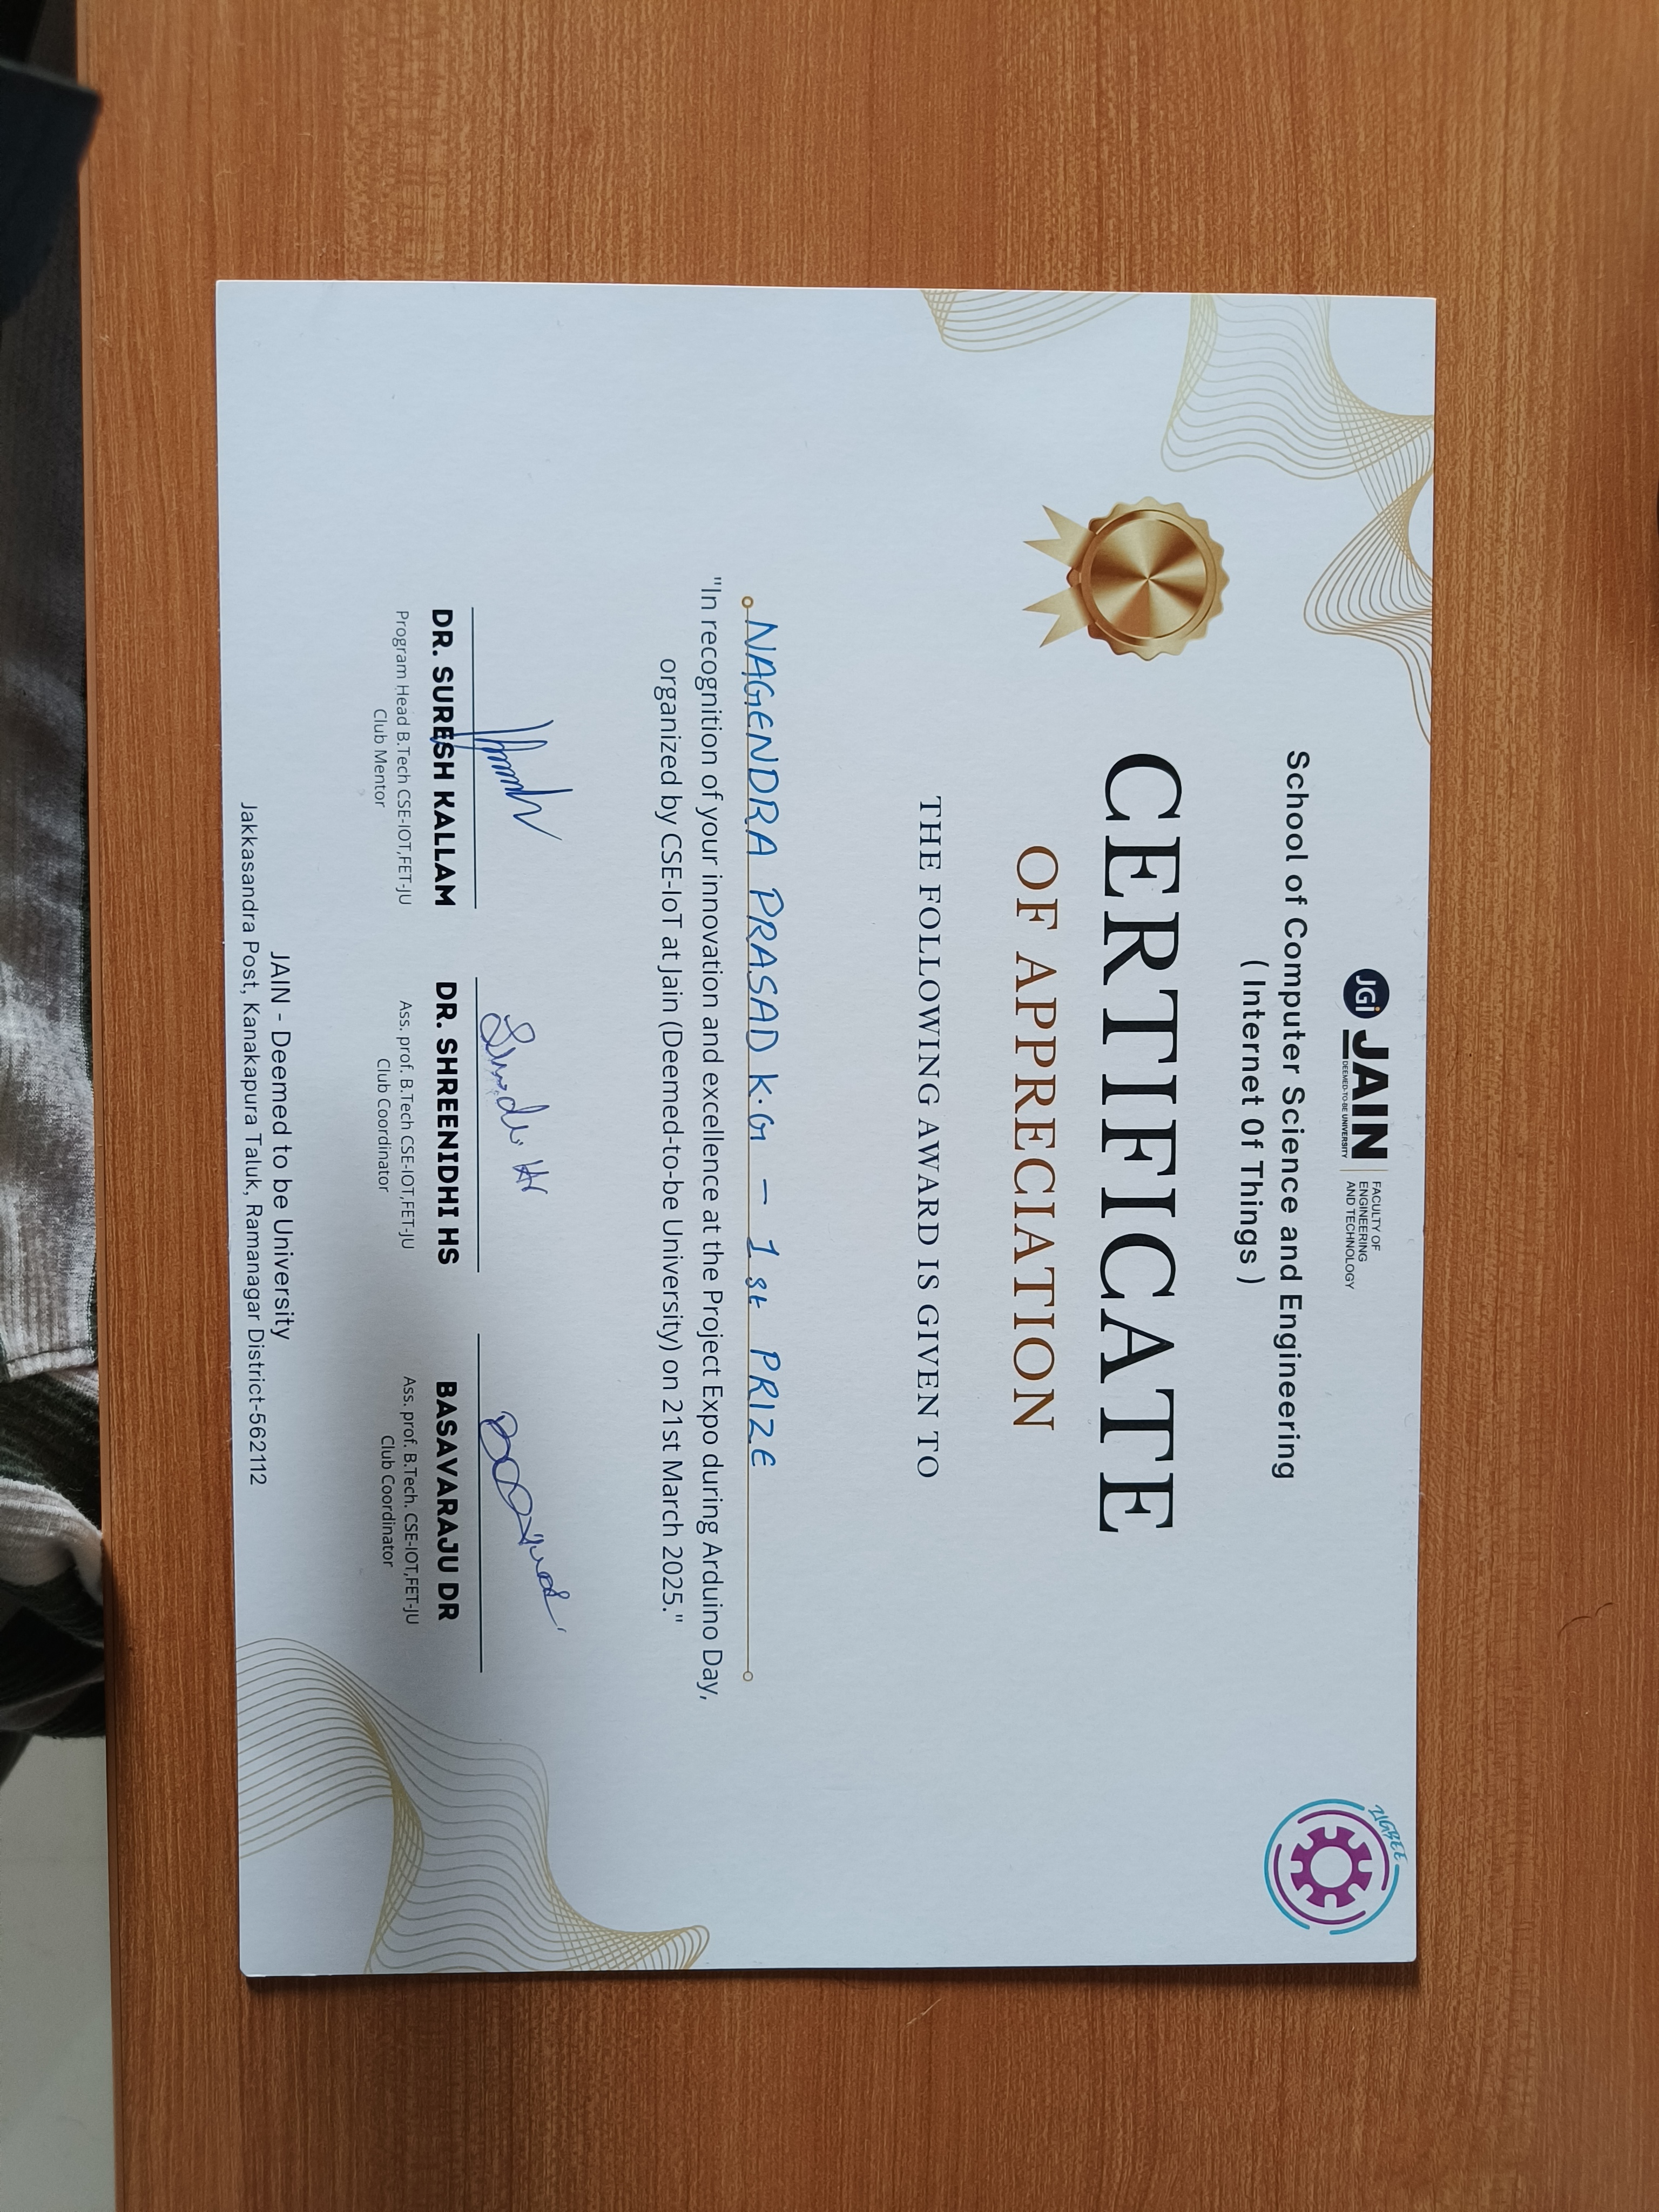 JGi JAIN DEEMED-TO-BE UNIVERSITY
FACULTY OF
ENGINEERING
AND TECHNOLOGY
ZIGBEE
School of Computer Science and Engineering
( Internet Of Things )
CERTIFICATE
OF APPRECIATION
THE FOLLOWING AWARD IS GIVEN TO
NAGENDRA PRASAD K.G - 1st PRIZE
"In recognition of your innovation and excellence at the Project Expo during Arduino Day,
organized by CSE-IoT at Jain (Deemed-to-be University) on 21st March 2025."
DR. SURESH KALLAM
Program Head B.Tech CSE-IOT,FET-JU
Club Mentor
DR. SHREENIDHI HS
Ass. prof. B.Tech CSE-IOT,FET-JU
Club Coordinator
BASAVARAJU DR
Ass. prof. B.Tech. CSE-IOT,FET-JU
Club Coordinator
JAIN - Deemed to be University
Jakkasandra Post, Kanakapura Taluk, Ramanagar District-562112